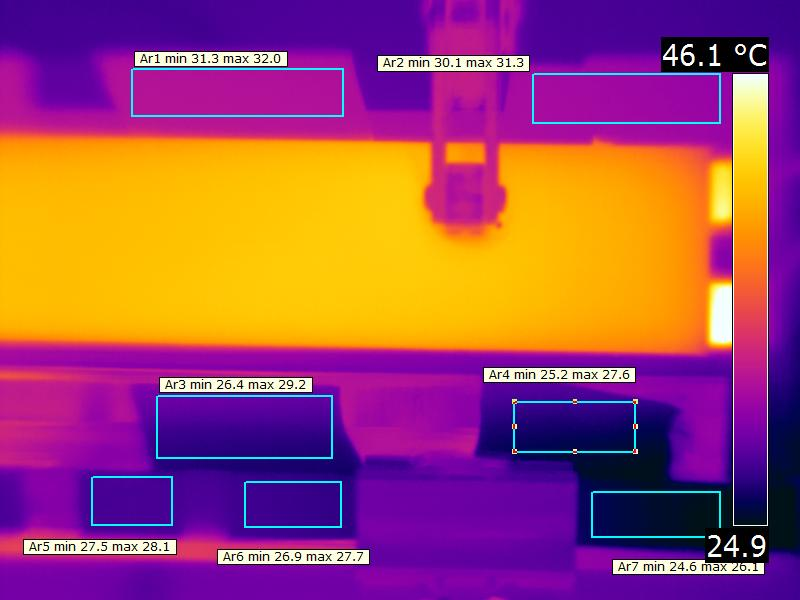 46.1 °C
Ar1 min 31.3 max 32.0
Ar2 min 30.1 max 31.3
Ar3 min 26.4 max 29.2
Ar4 min 25.2 max 27.6
Ar5 min 27.5 max 28.1
Ar6 min 26.9 max 27.7
24.9
Ar7 min 24.6 max 26.1